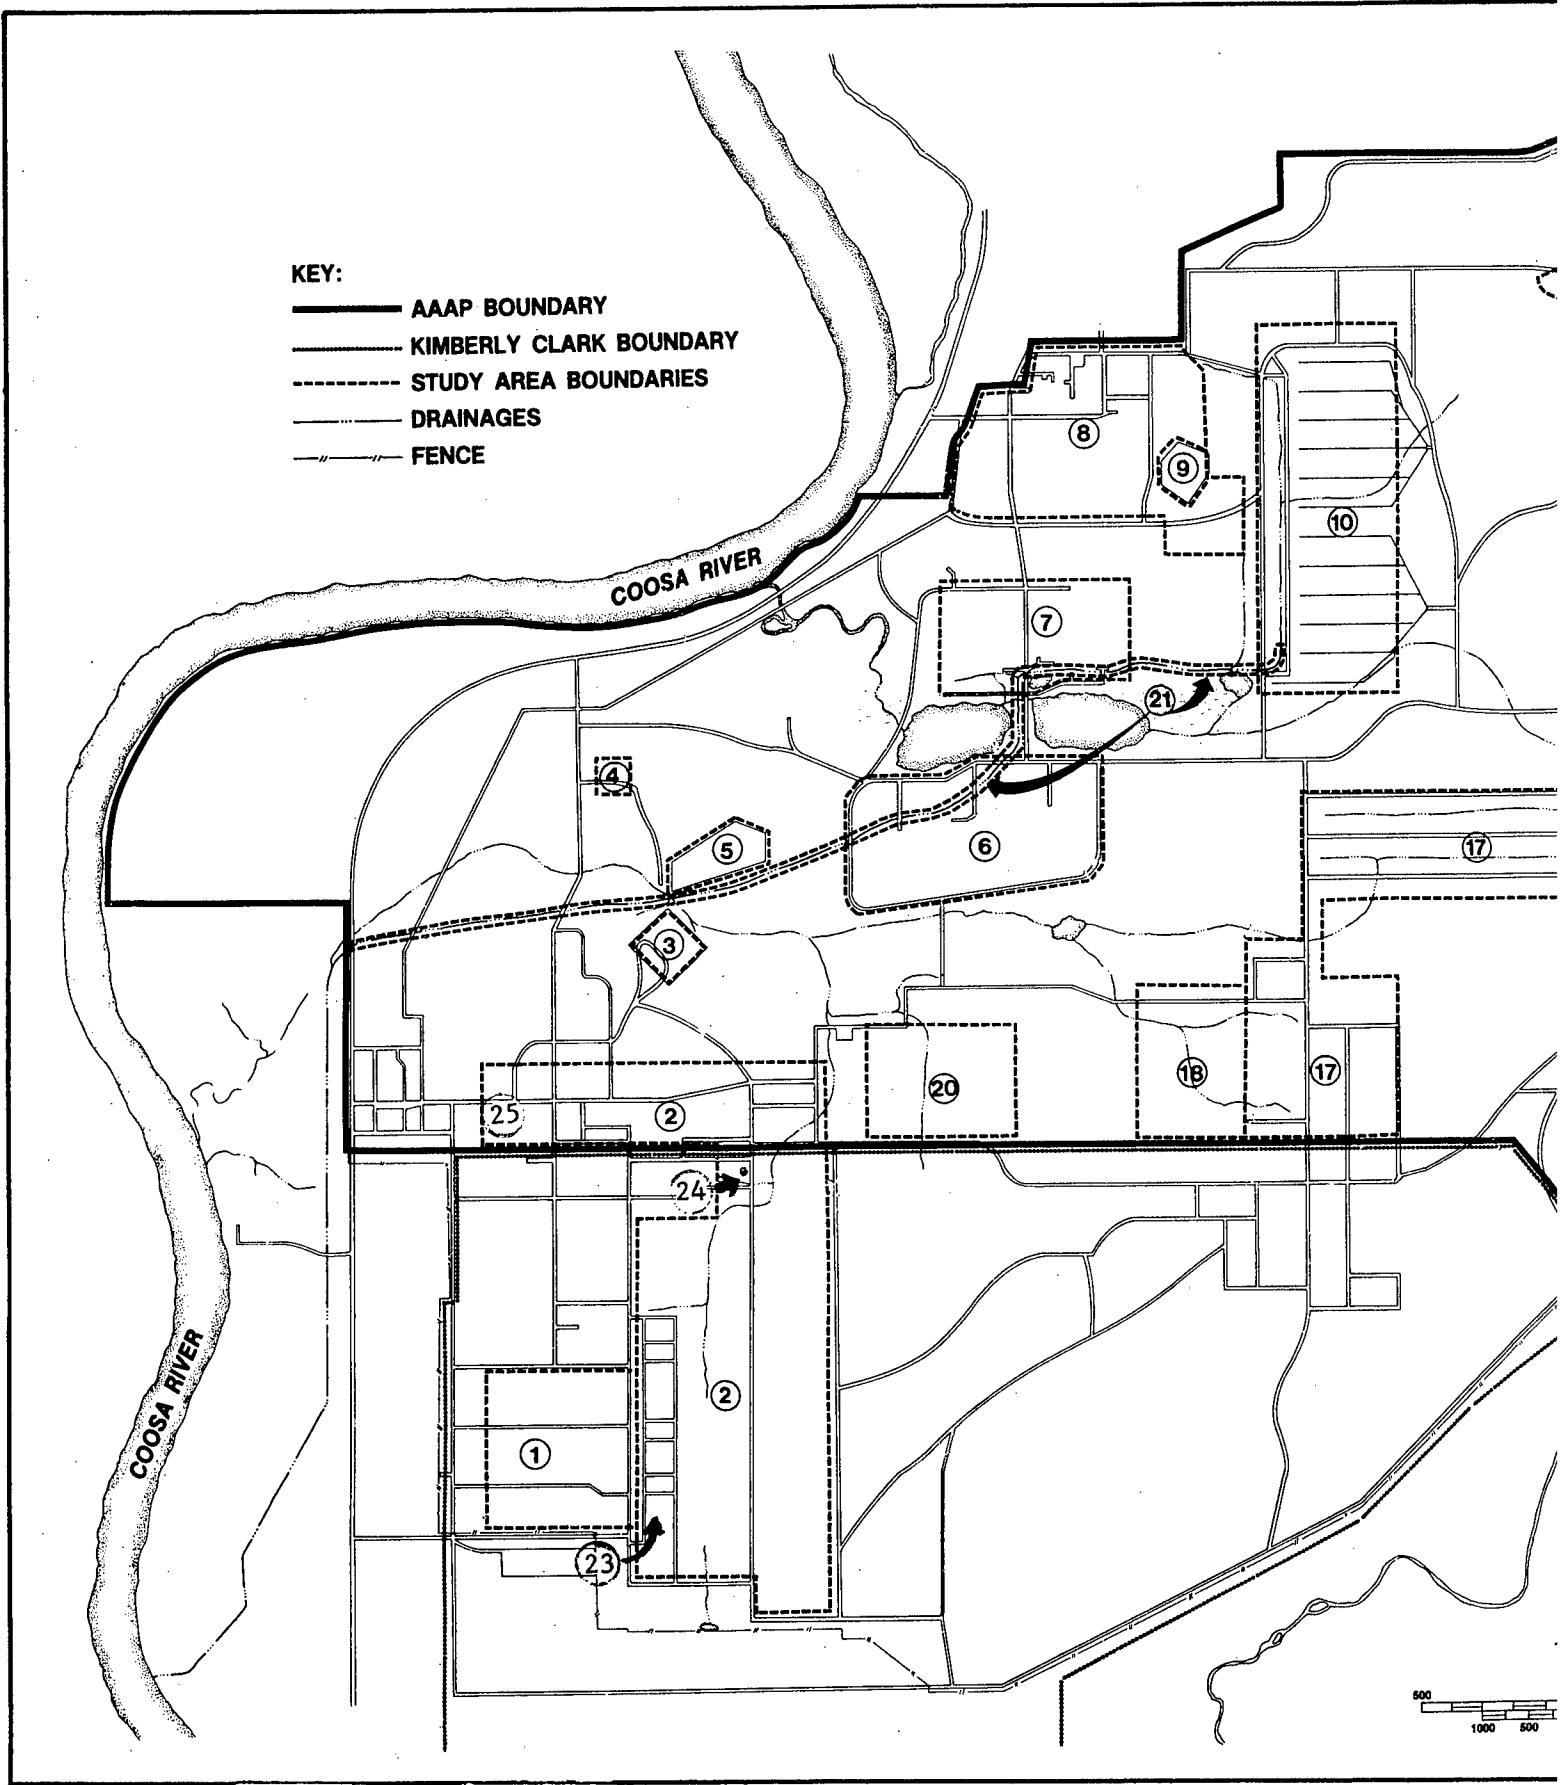 KEY:
AAAP BOUNDARY
KIMBERLY CLARK BOUNDARY
STUDY AREA BOUNDARIES
DRAINAGES
FENCE
8
9
10
COOSA RIVER
7
21
4
5
6
17
3
20
18
17
25
2
24
COOSA RIVER
2
1
23
500
1000 500